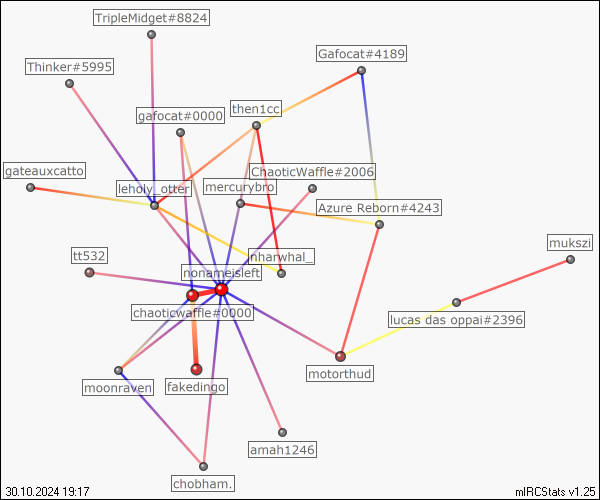 TripleMidget#8824
Gafocat#4189
Thinker#5995
then1cc
gafocat#0000
ChaoticWaffle#2006
gateauxcatto
leholy_otter
mercurybro
Azure Reborn#4243
mukszi
tt532
nharwhal_
nonameisleft
chaoticwaffle#0000
lucas das oppai#2396
motorthud
moonraven
fakedingo
amah1246
chobham.
30.10.2024 19:17
mIRCStats v1.25